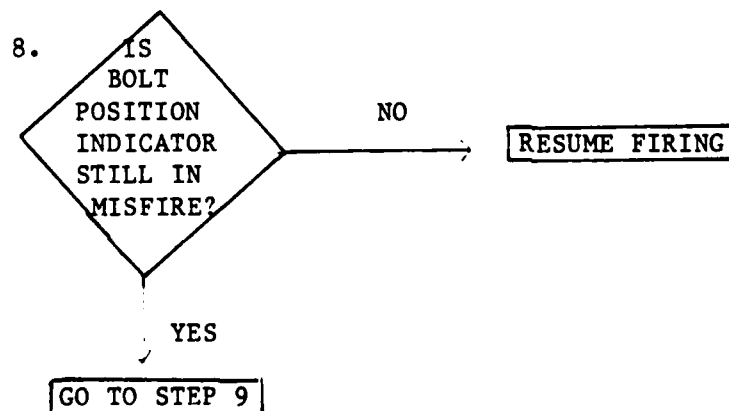 8.
IS
BOLT
POSITION
INDICATOR
STILL IN
MISFIRE?
NO
RESUME FIRING
YES
GO TO STEP 9